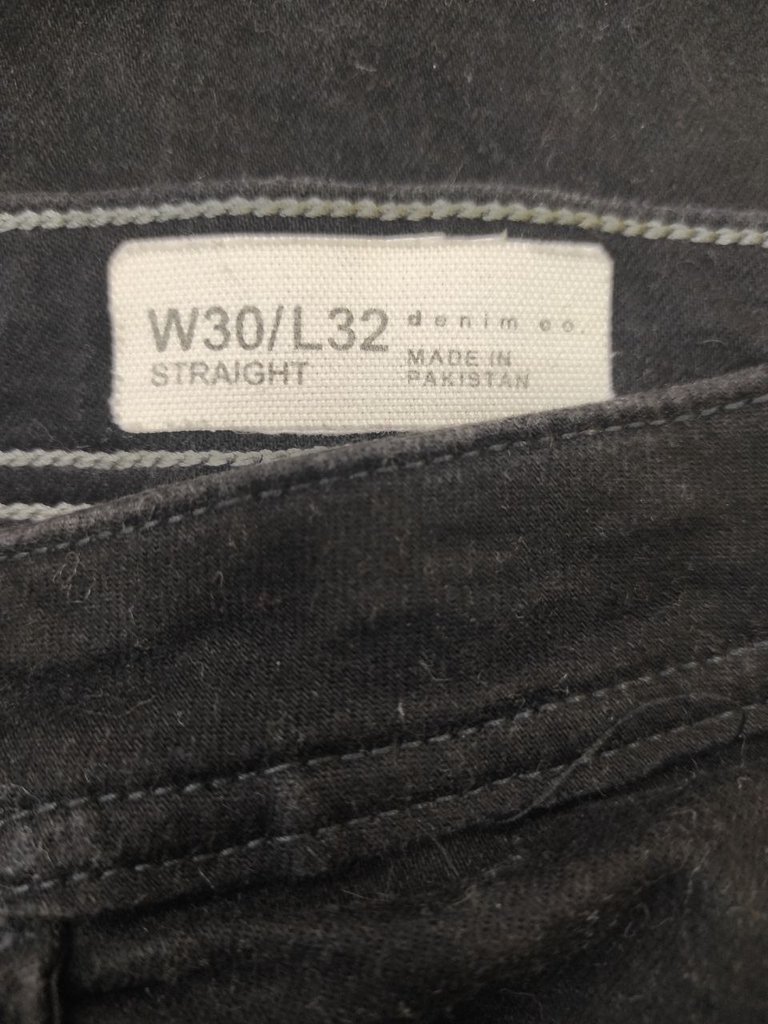 W30/L32
STRAIGHT
denim co.
MADE IN
PAKISTAN